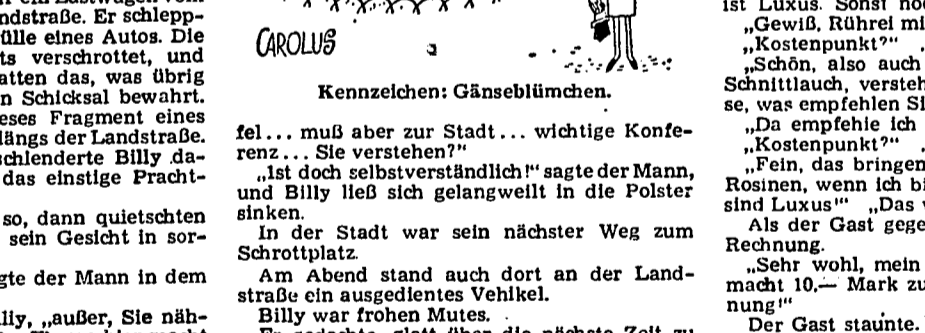 ndstraße. Er schlepp-
ülle eines Autos. Die
ts verschrottet, und
atten das, was übrig
n Schicksal bewahrt.
eses Fragment eines
längs der Landstraße.
schlenderte Billy da-
das einstige Pracht-
so, dann quietschten
sein Gesicht in sor-
gte der Mann in dem
lly, „außer, Sie näh-
CAROLUS
Kennzeichen: Gänseblümchen.
fel... muß aber zur Stadt... wichtige Konfe-
renz... Sie verstehen?"
„Ist doch selbstverständlich!" sagte der Mann,
und Billy ließ sich gelangweilt in die Polster
sinken.
In der Stadt war sein nächster Weg zum
Schrottplatz.
Am Abend stand auch dort an der Land-
straße ein ausgedientes Vehikel.
Billy war frohen Mutes.
ist Luxus. Sonst noc
„Gewiß, Rührei mi
„Kostenpunkt?"
„Schön, also auch
Schnittlauch, versteh
se, was empfehlen Si
„Da empfehle ich
„Kostenpunkt?"
„Fein, das bringen
Rosinen, wenn ich bi
sind Luxus!" „Das
Als der Gast gege
Rechnung.
„Sehr wohl, mein
macht 10,— Mark zu
nung!"
Der Gast staunte.